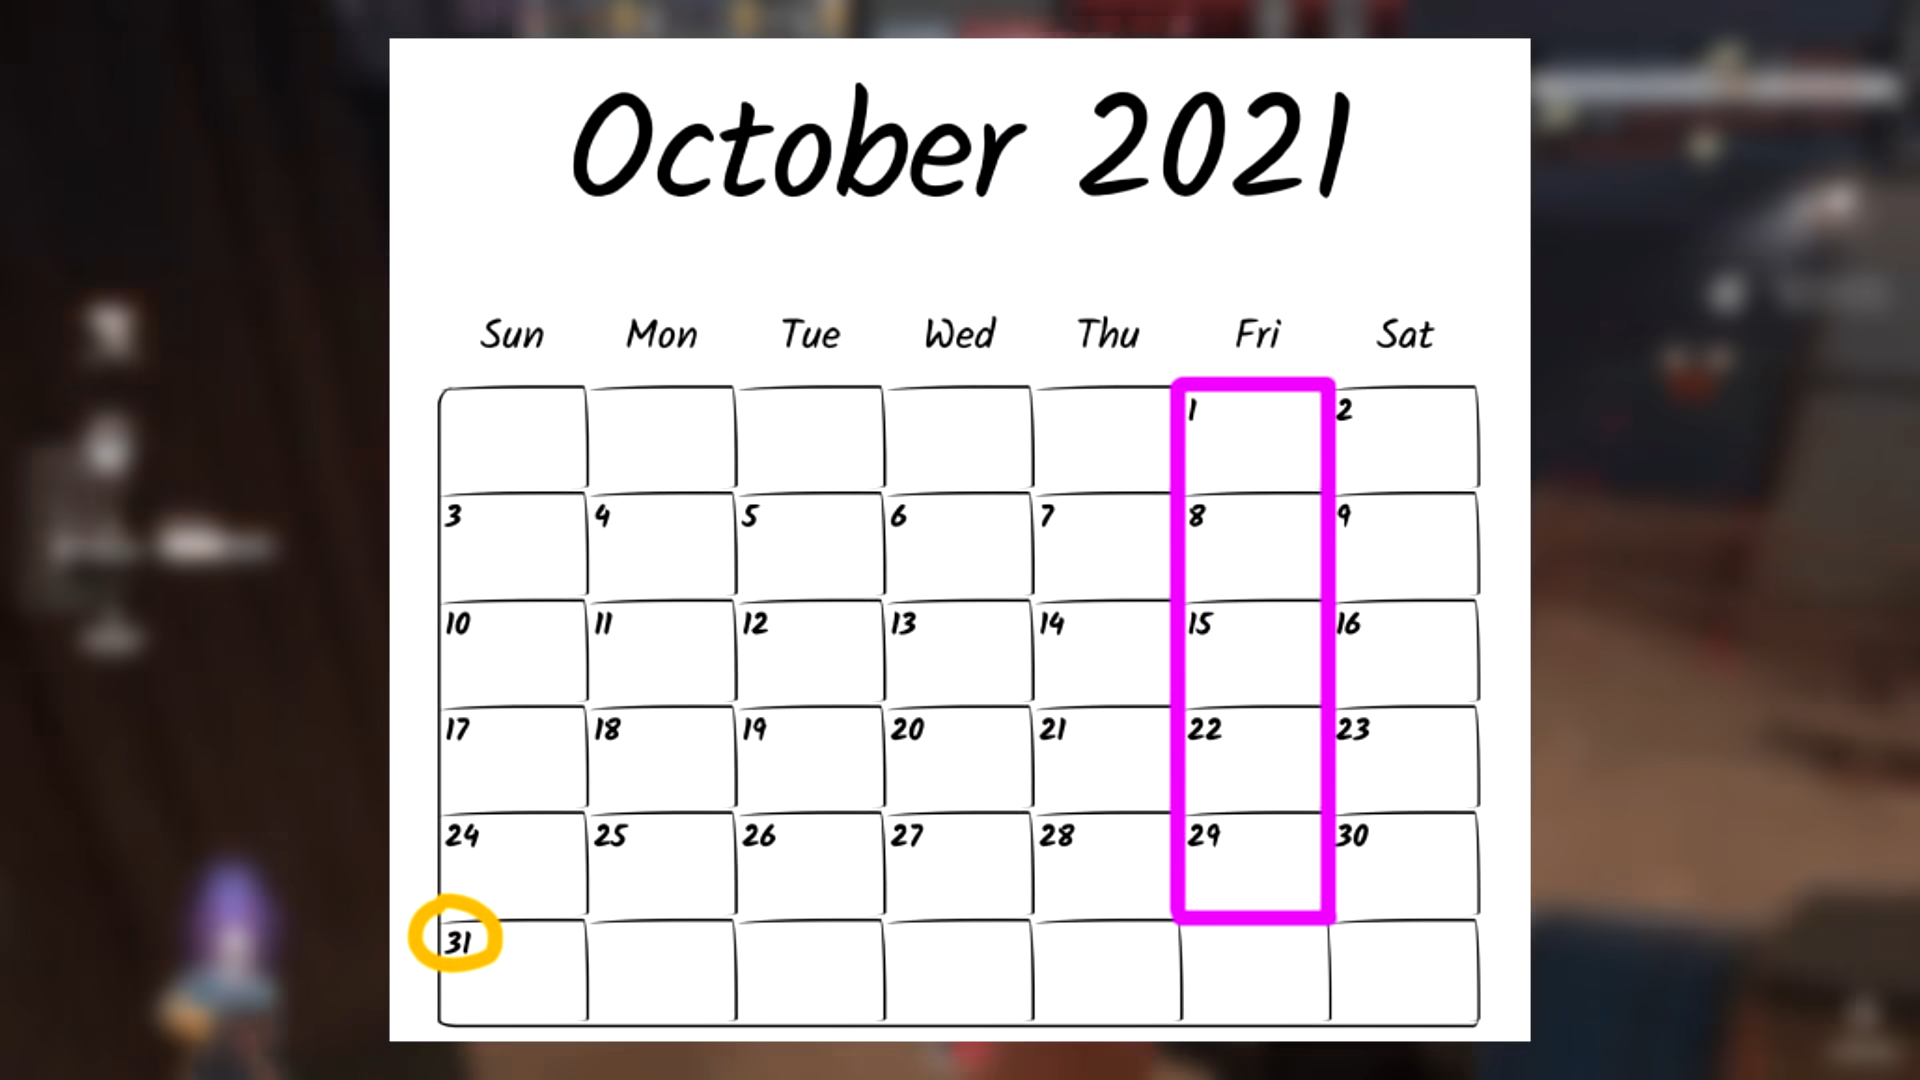 October 2021
Sun Mon Tue Wed Thu Fri Sat
1 2
3 4 5 6 7 8 9
10 11 12 13 14 15 16
17 18 19 20 21 22 23
24 25 26 27 28 29 30
31